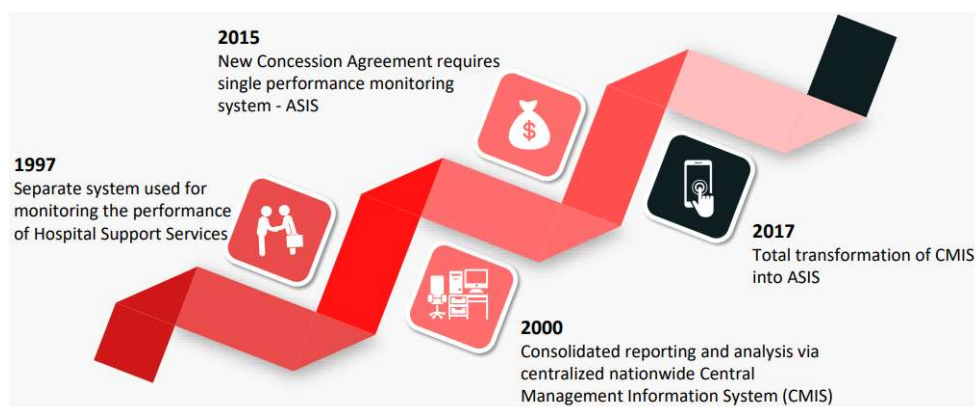 2015
New Concession Agreement requires
single performance monitoring
system - ASIS
1997
Separate system used for
monitoring the performance
of Hospital Support Services
$
2017
Total transformation of CMIS
into ASIS
2000
Consolidated reporting and analysis via
centralized nationwide Central
Management Information System (CMIS)